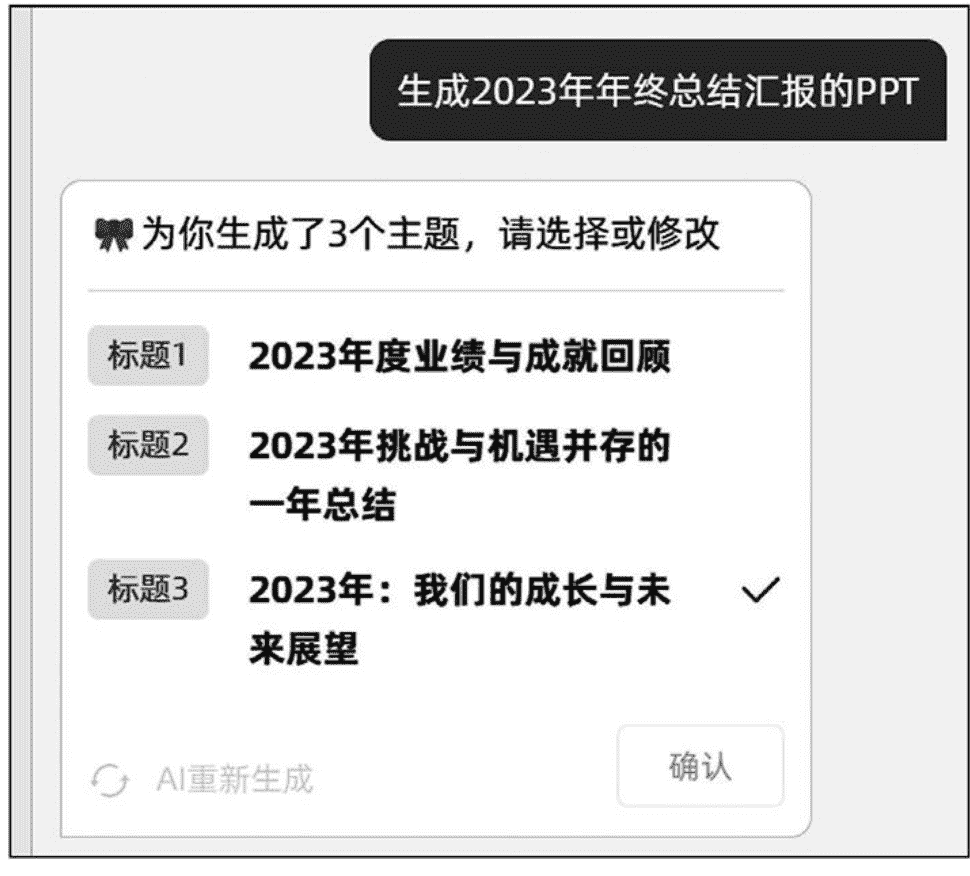 生成2023年年终总结汇报的PPT
为你生成了3个主题，请选择或修改
标题1 2023年度业绩与成就回顾
标题2 2023年挑战与机遇并存的
一年总结
标题3 2023年：我们的成长与未
来展望
AI重新生成 确认